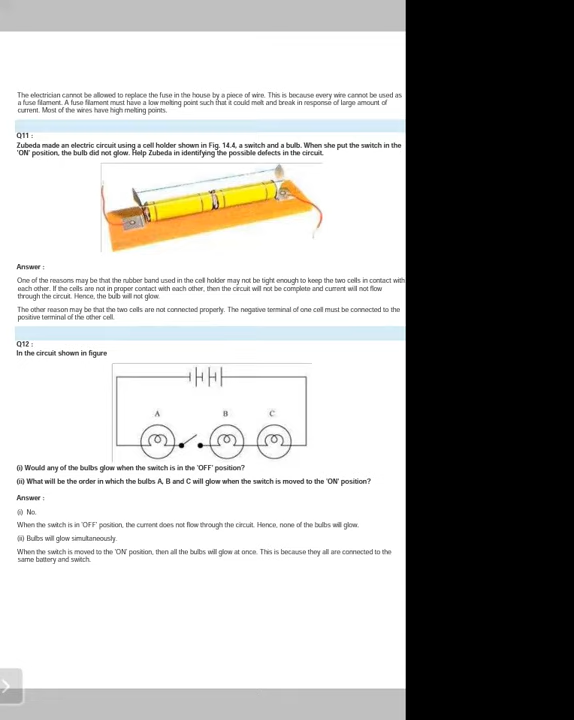 The electrician cannot be allowed to replace the fuse in the house by a piece of wire. This is because every wire cannot be used as
a fuse filament. A fuse filament must have a low melting point such that it could melt and break in response of large amount of
current. Most of the wires have high melting points.
Q11 :
Zubeda made an electric circuit using a cell holder shown in Fig. 14.4, a switch and a bulb. When she put the switch in the
'ON' position, the bulb did not glow. Help Zubeda in identifying the possible defects in the circuit.
Answer :
One of the reasons may be that the rubber band used in the cell holder may not be tight enough to keep the two cells in contact with
each other. If the cells are not in proper contact with each other, then the circuit will not be complete and current will not flow
through the circuit. Hence, the bulb will not glow.
The other reason may be that the two cells are not connected properly. The negative terminal of one cell must be connected to the
positive terminal of the other cell.
Q12 :
In the circuit shown in figure
A B C
(i) Would any of the bulbs glow when the switch is in the 'OFF' position?
(ii) What will be the order in which the bulbs A, B and C will glow when the switch is moved to the 'ON' position?
Answer :
(i) No.
When the switch is in 'OFF' position, the current does not flow through the circuit. Hence, none of the bulbs will glow.
(ii) Bulbs will glow simultaneously.
When the switch is moved to the 'ON' position, then all the bulbs will glow at once. This is because they all are connected to the
same battery and switch.